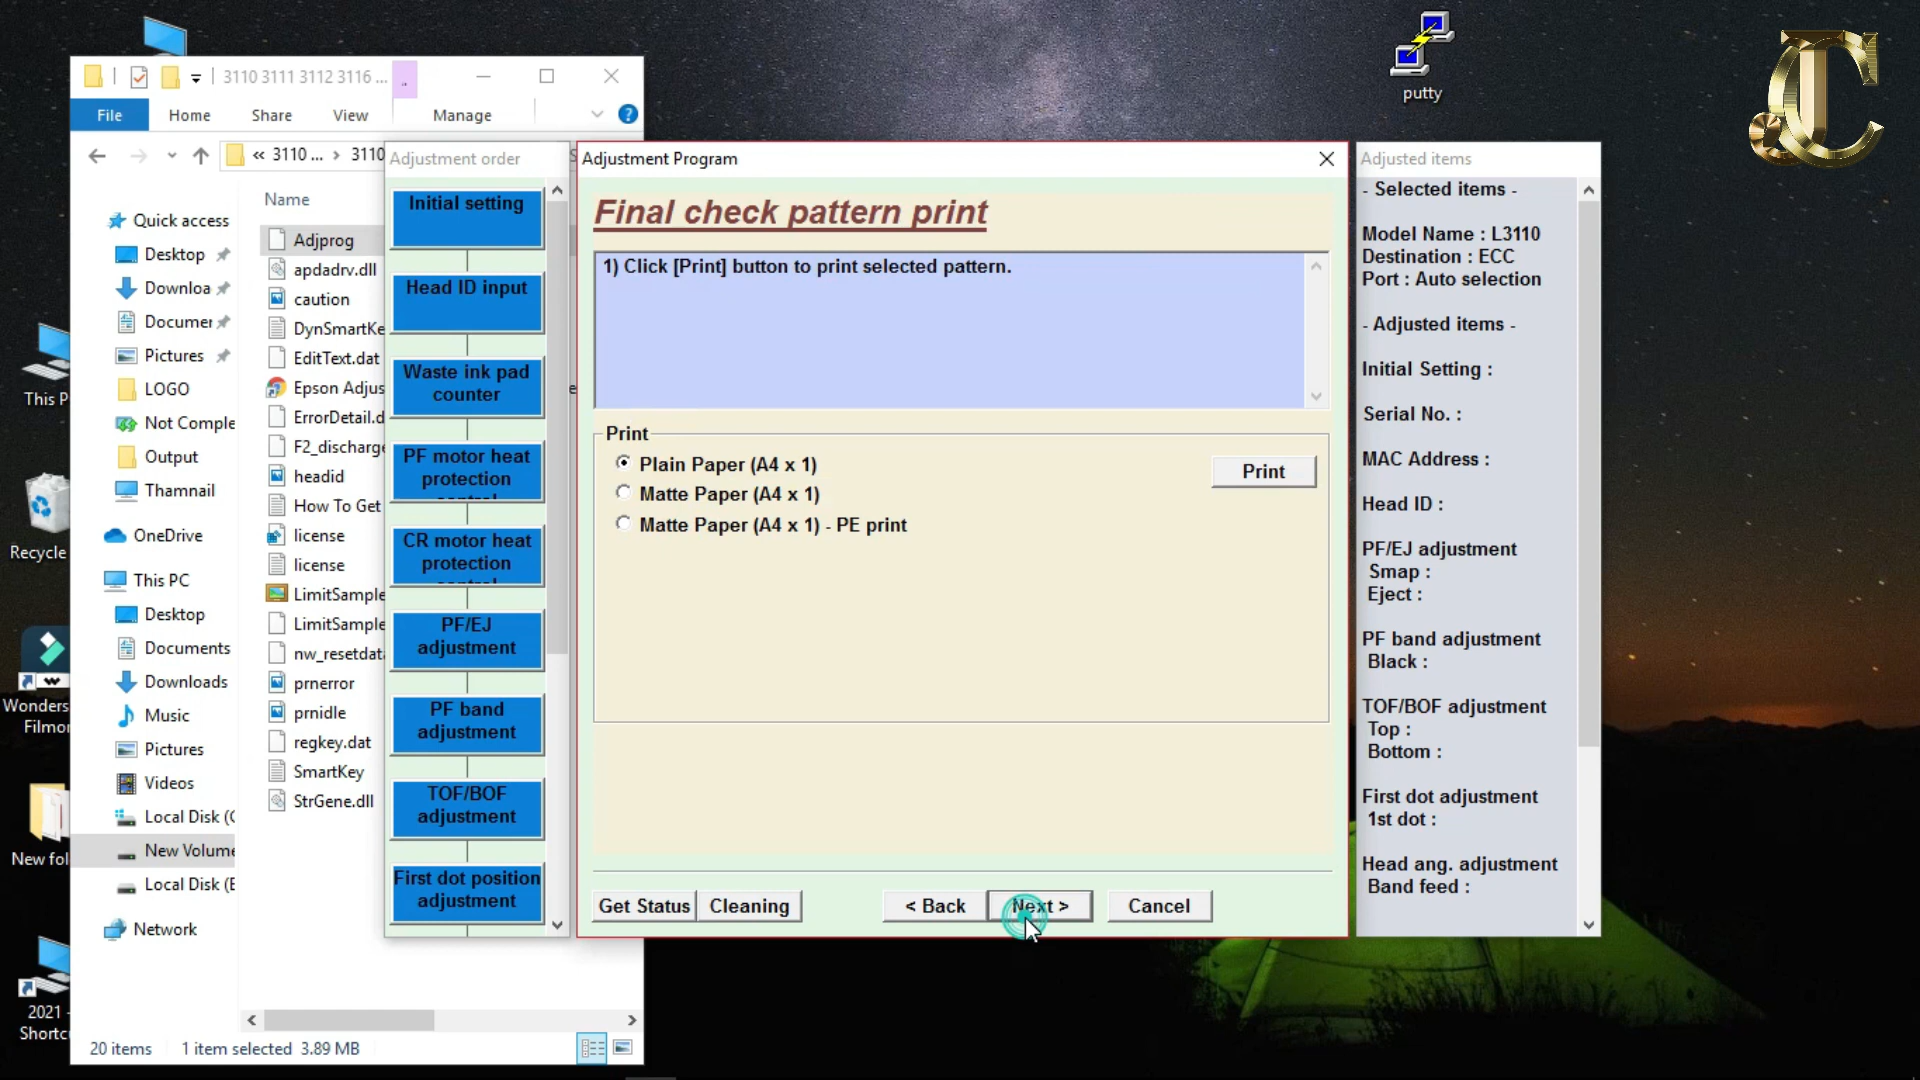 3110 3111 3112 3116 ...
File
Home
Share
View
Manage
« 3110 ... > 3110
Name
Quick access
Desktop
Downloa
Documer
Pictures
LOGO
Not Comple
Output
Thamnail
OneDrive
This PC
Desktop
Documents
Downloads
Music
Pictures
Videos
Local Disk (C
New Volume
Local Disk (E
Network
Adjprog
apdadrv.dll
caution
DynSmartKe
EditText.dat
Epson Adjus
ErrorDetail.d
F2_discharge
headid
How To Get
license
license
LimitSample
LimitSample
nw_resetdata
prnerror
prnidle
regkey.dat
SmartKey
StrGene.dll
20 items
1 item selected 3.89 MB
This P
Recycle
Wonders
Filmor
New fol
2021 -
Shortc
Adjustment order
Initial setting
Head ID input
Waste ink pad
counter
PF motor heat
protection
control
CR motor heat
protection
control
PF/EJ
adjustment
PF band
adjustment
TOF/BOF
adjustment
First dot position
adjustment
Adjustment Program
Final check pattern print
1) Click [Print] button to print selected pattern.
Print
Plain Paper (A4 x 1)
Matte Paper (A4 x 1)
Matte Paper (A4 x 1) - PE print
Print
Get Status
Cleaning
< Back
Next >
Cancel
Adjusted items
- Selected items -
Model Name : L3110
Destination : ECC
Port : Auto selection
- Adjusted items -
Initial Setting :
Serial No. :
MAC Address :
Head ID :
PF/EJ adjustment
Smap :
Eject :
PF band adjustment
Black :
TOF/BOF adjustment
Top :
Bottom :
First dot adjustment
1st dot :
Head ang. adjustment
Band feed :
putty
JC